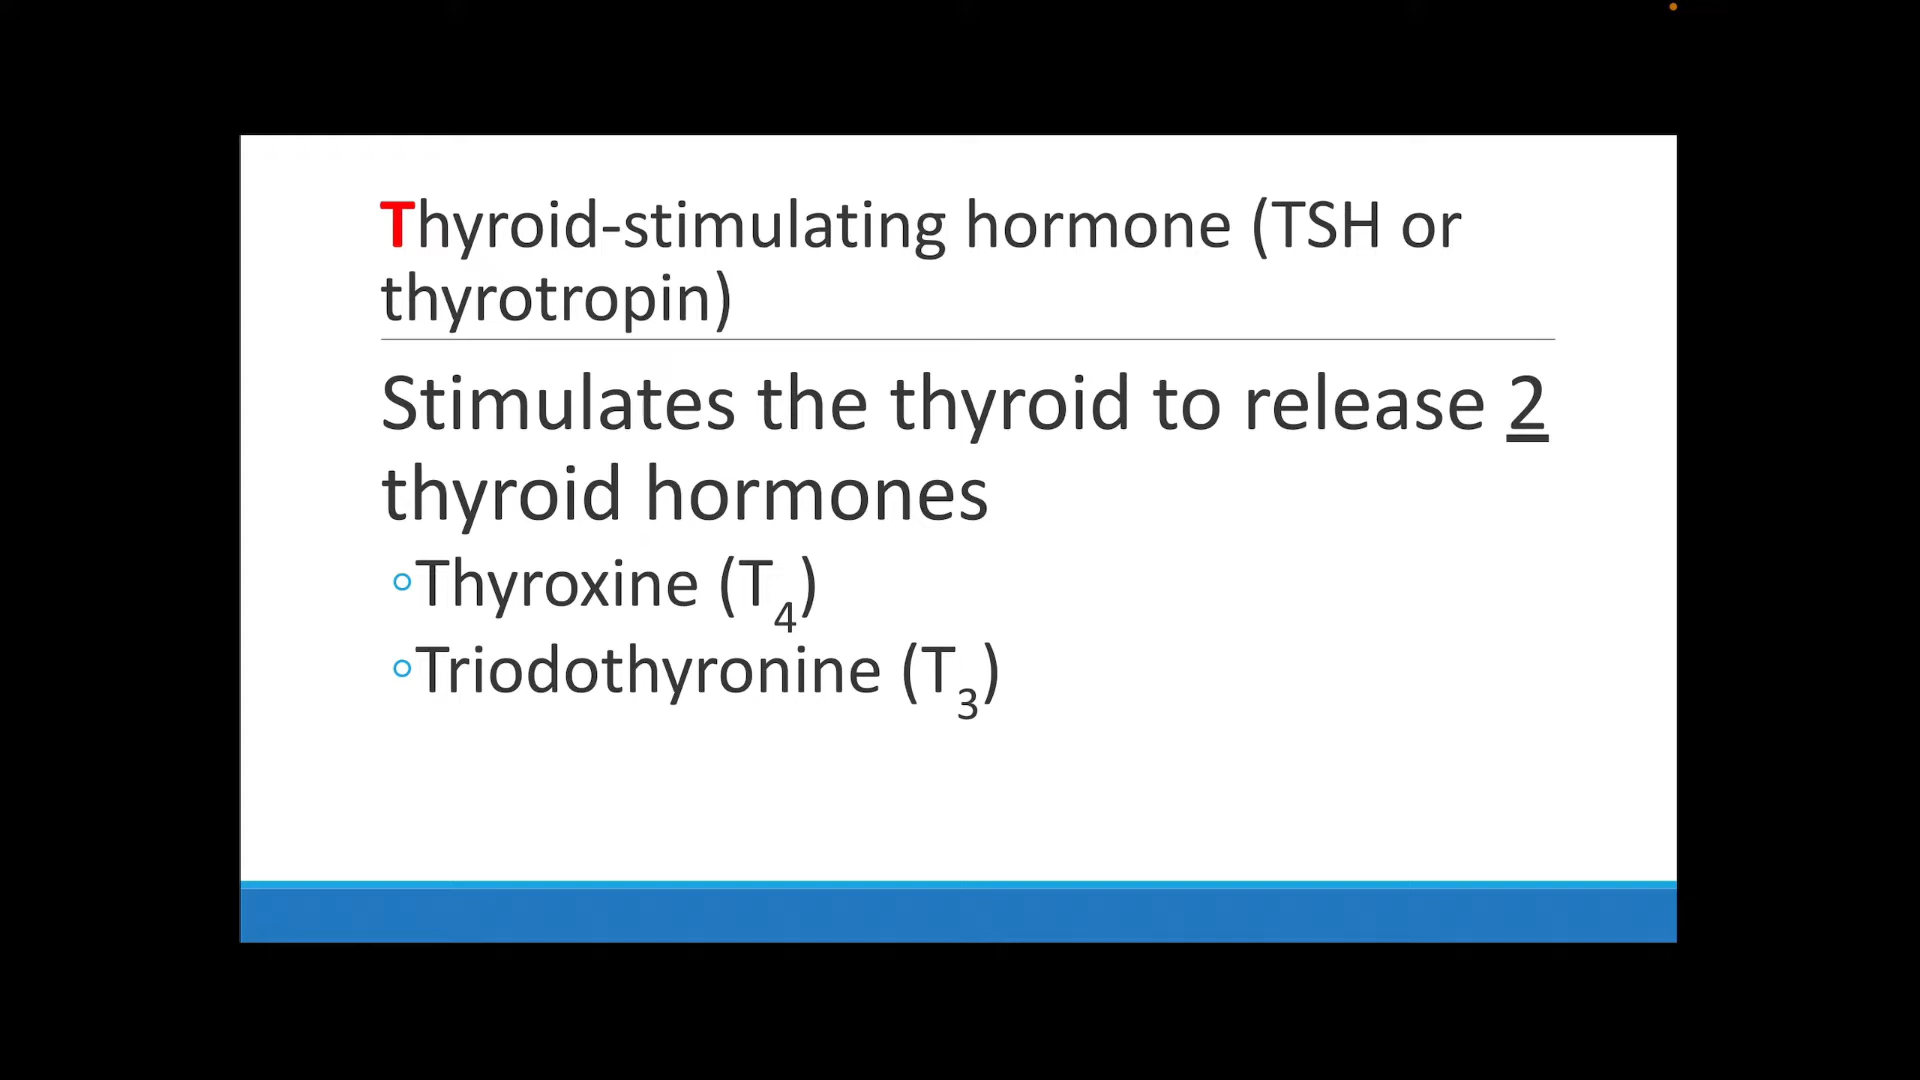 Thyroid-stimulating hormone (TSH or
thyrotropin)
Stimulates the thyroid to release 2
thyroid hormones
◦Thyroxine (T₄)
◦Triodothyronine (T₃)